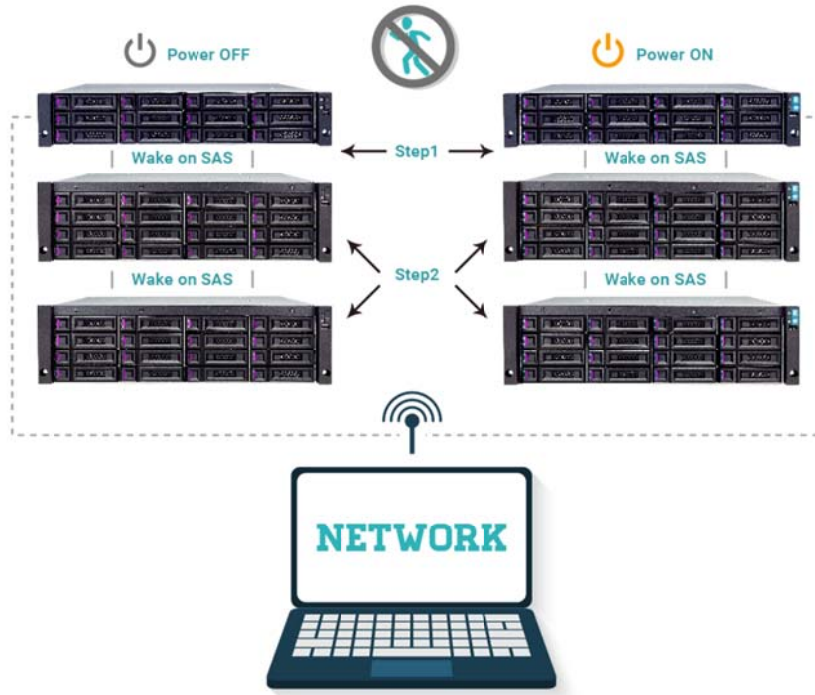 Power OFF
Power ON
Wake on SAS
Step1
Wake on SAS
Wake on SAS
Step2
Wake on SAS
NETWORK